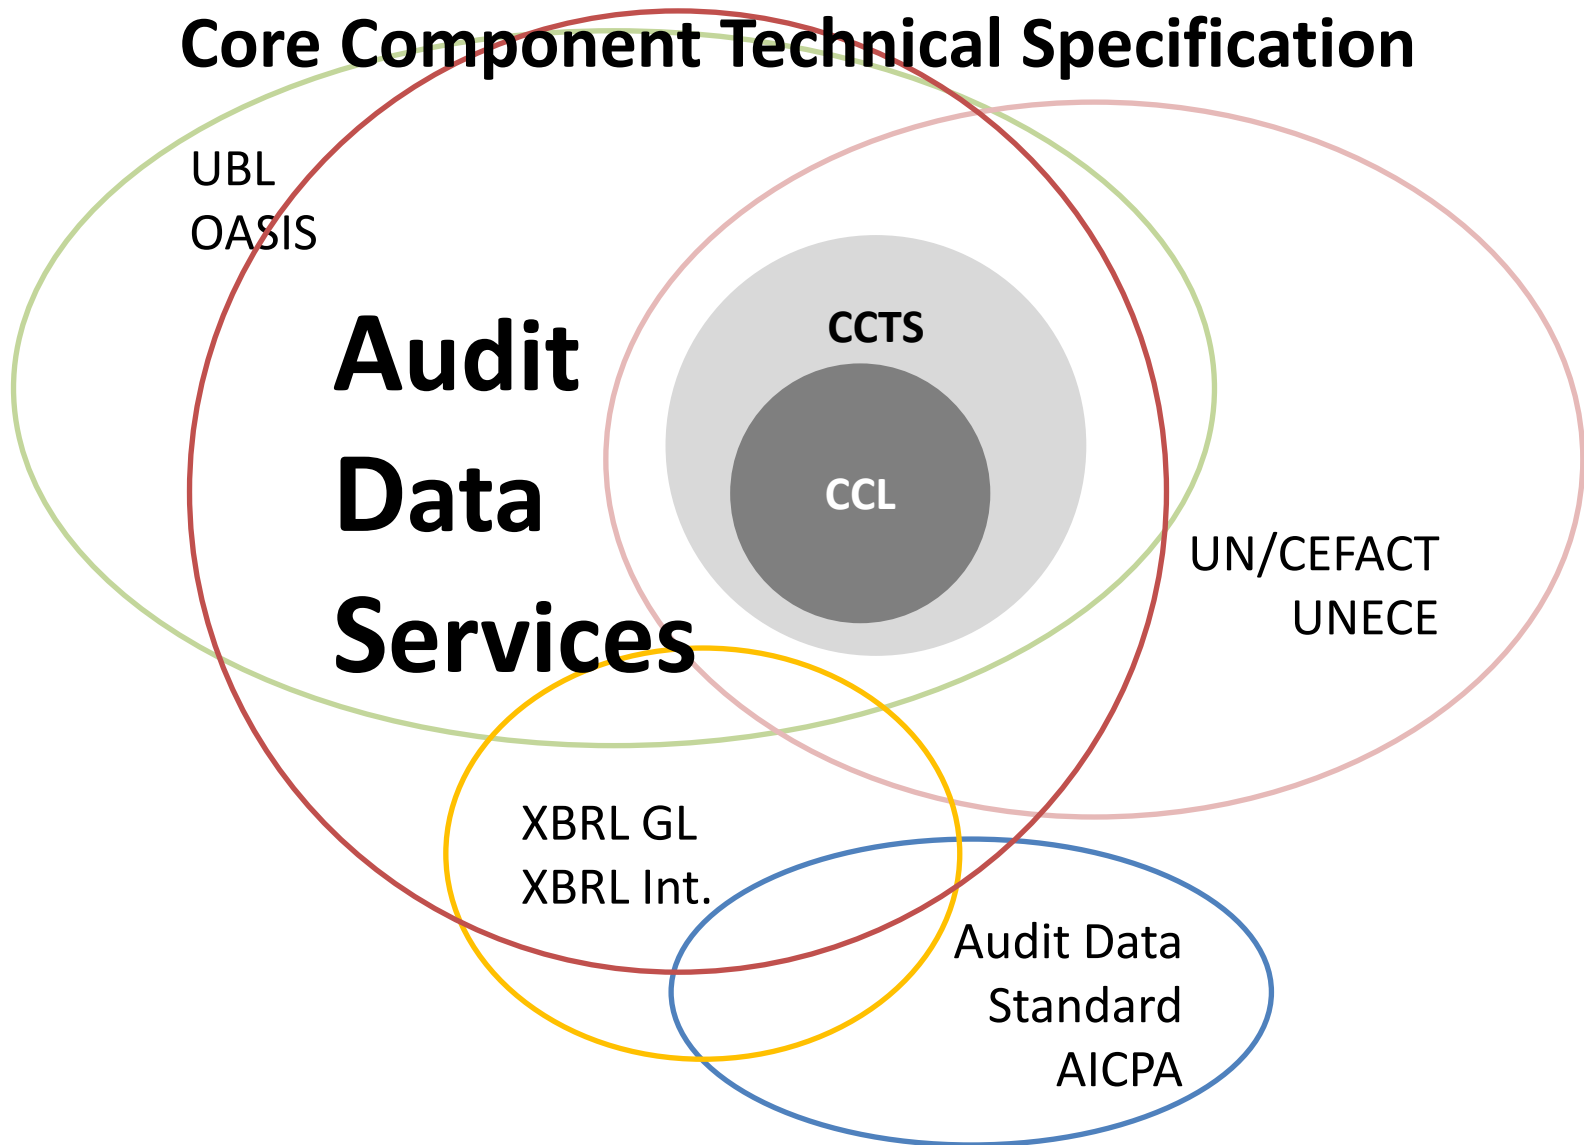 Core Component Technical Specification
UBL
OASIS
Audit
Data
Services
CCTS
CCL
UN/CEFACT
UNECE
XBRL GL
XBRL Int.
Audit Data
Standard
AICPA